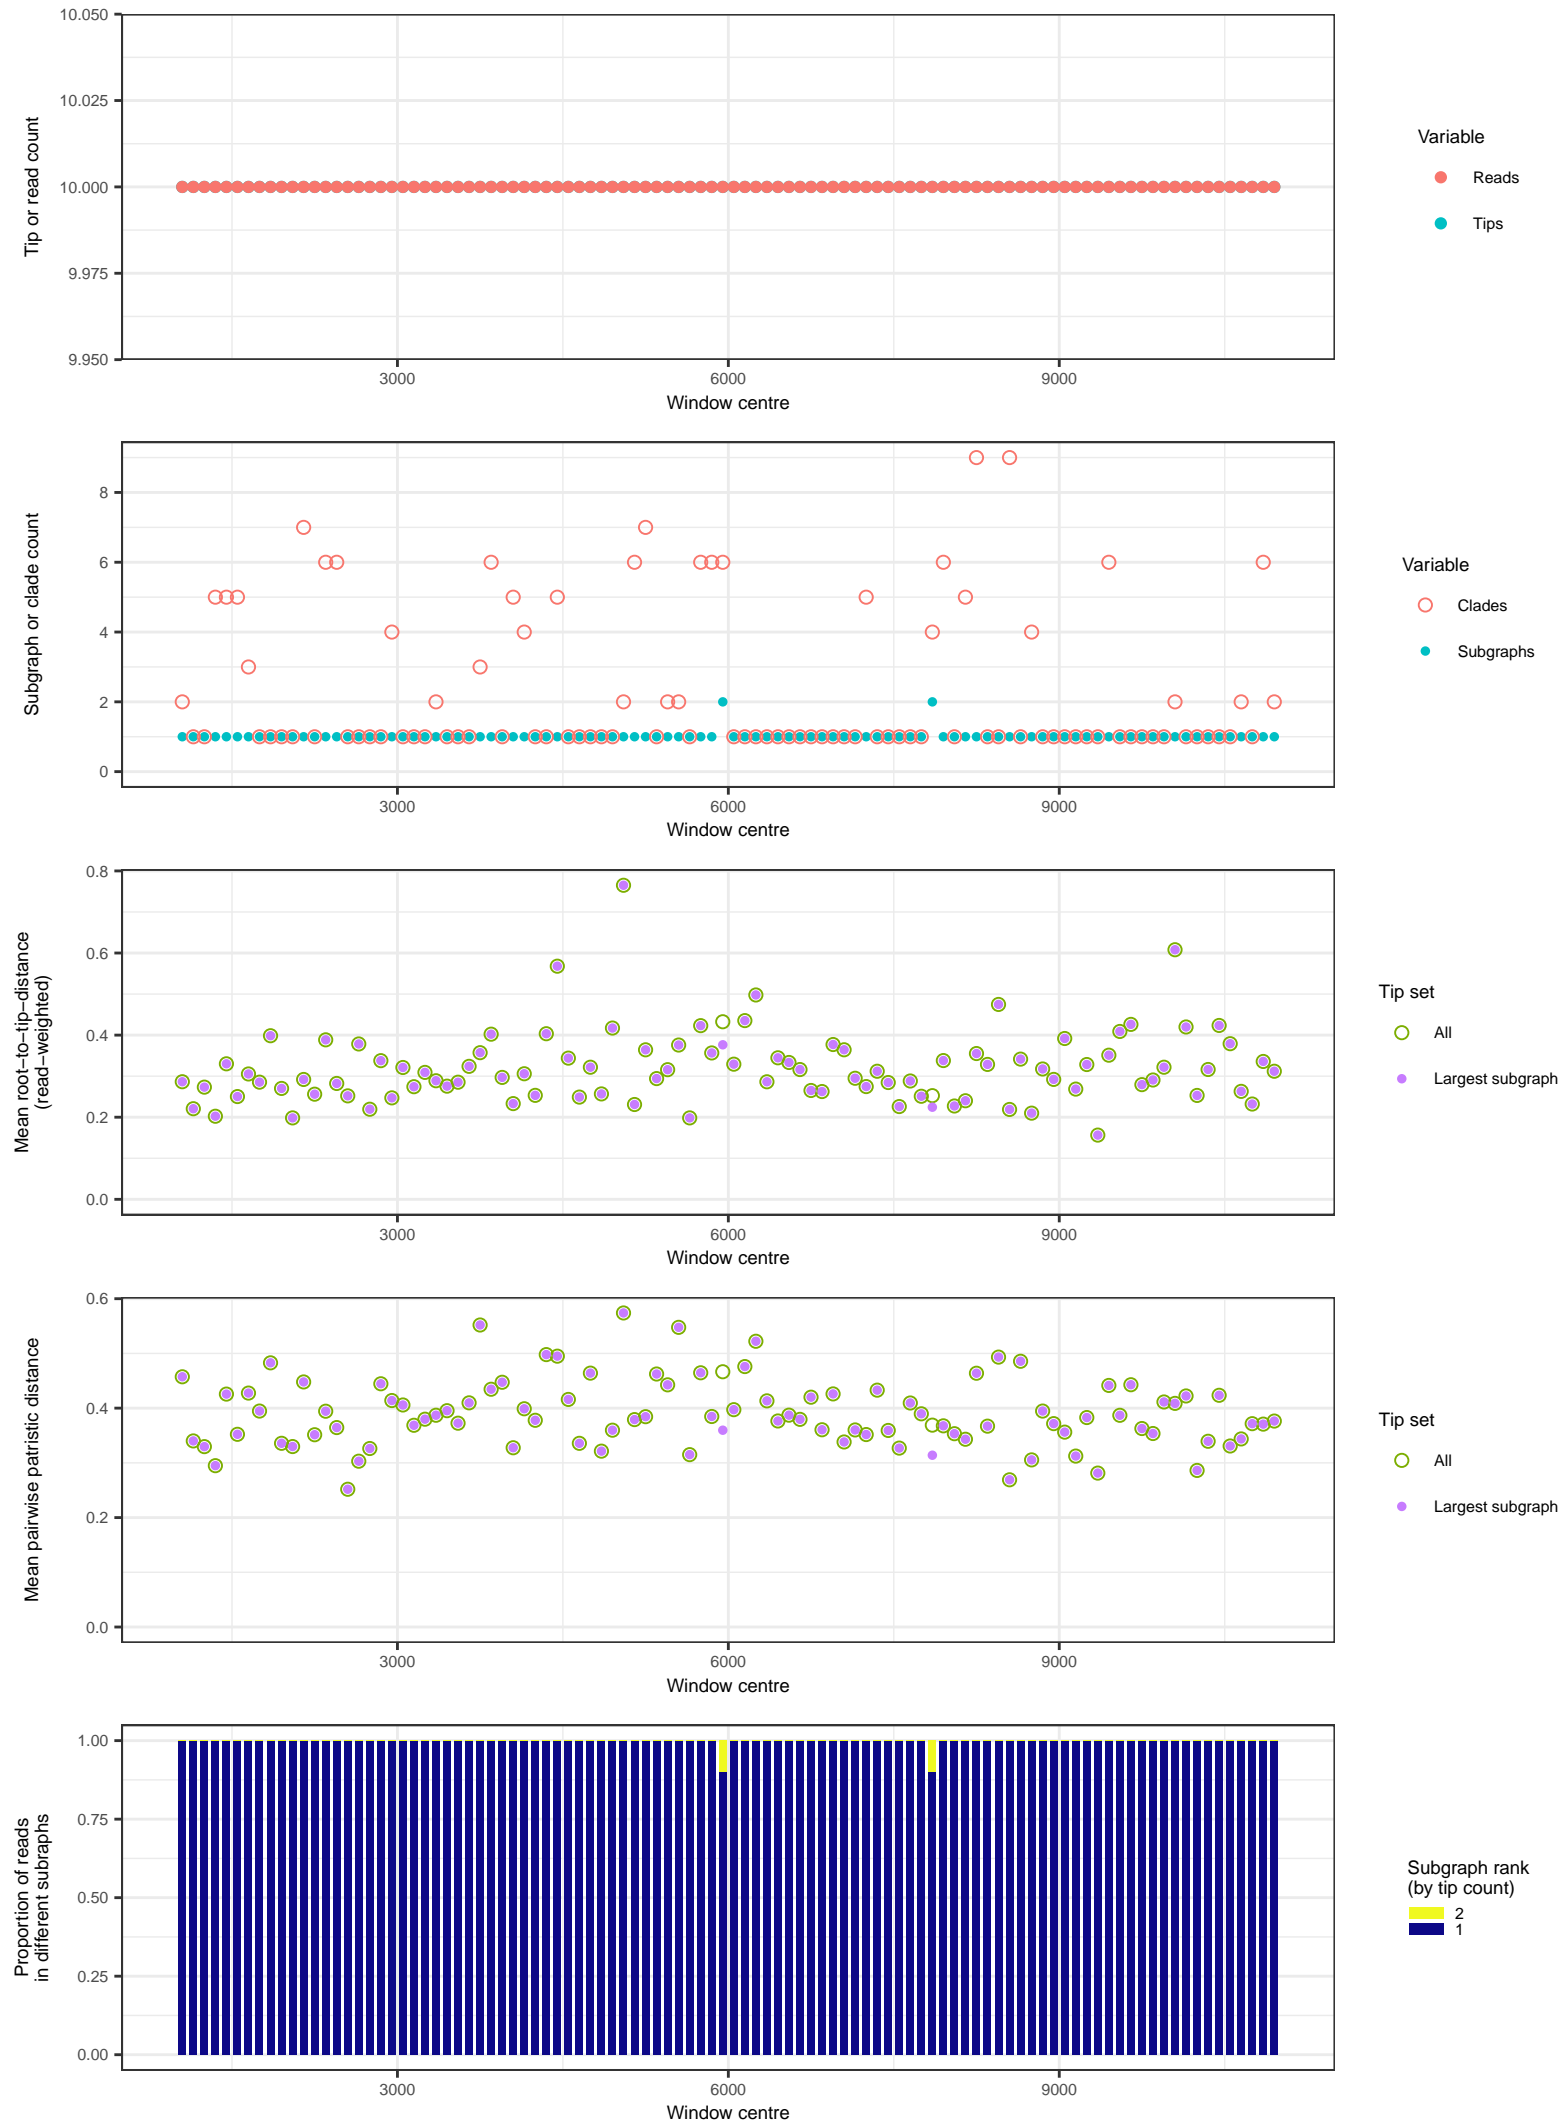 10.050
10.025
10.000
9.975
9.950
Tip or read count
3000 6000 9000
Window centre
Variable
Reads
Tips
8
6
4
2
0
Subgraph or clade count
3000 6000 9000
Window centre
Variable
Clades
Subgraphs
0.8
0.6
0.4
0.2
0.0
Mean root−to−tip−distance
(read−weighted)
3000 6000 9000
Window centre
Tip set
All
Largest subgraph
0.6
0.4
0.2
0.0
Mean pairwise patristic distance
3000 6000 9000
Window centre
Tip set
All
Largest subgraph
1.00
0.75
0.50
0.25
0.00
Proportion of reads
in different subraphs
3000 6000 9000
Window centre
Subgraph rank
(by tip count)
2
1